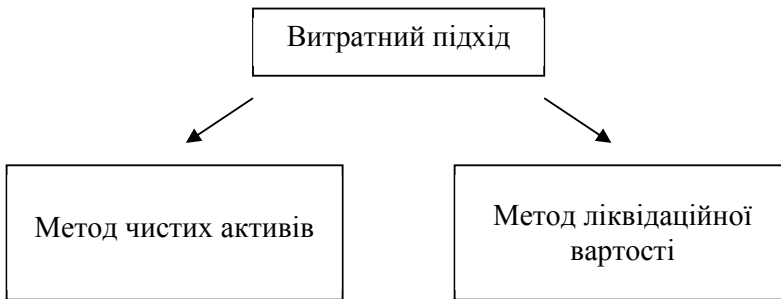 Витратний підхід
Метод чистих активів
Метод ліквідаційної
вартості